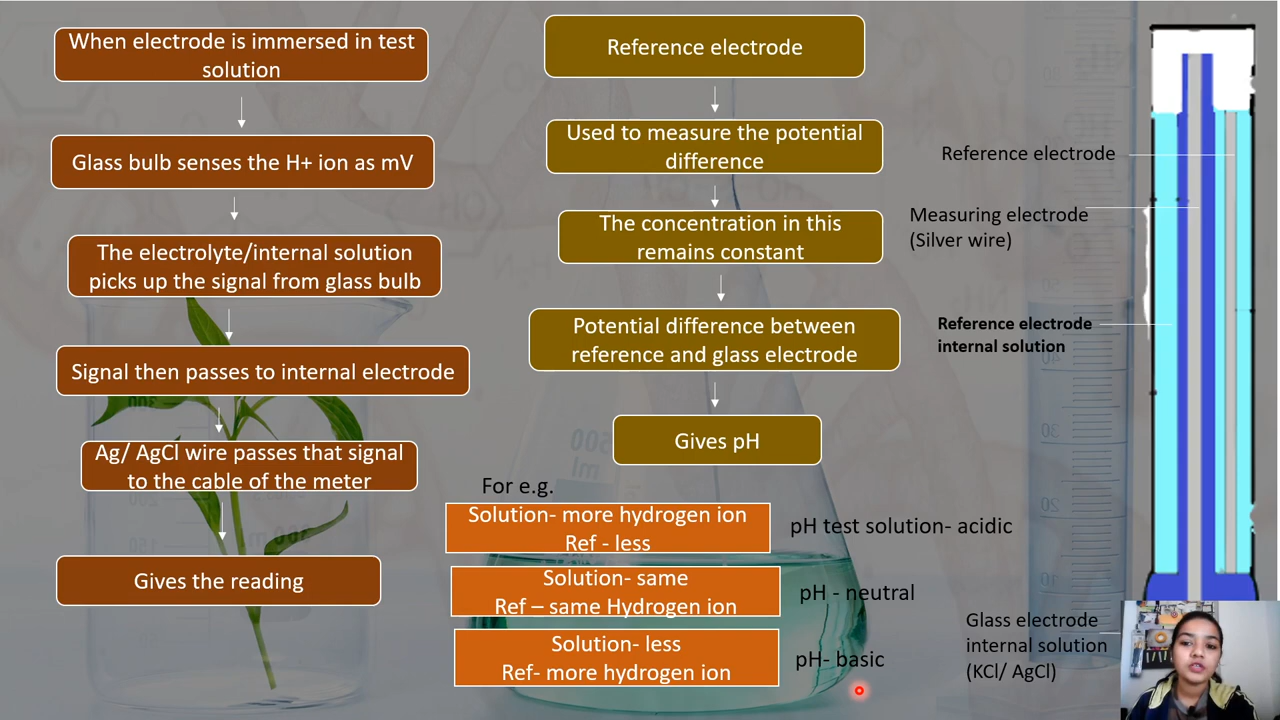 When electrode is immersed in test
solution
Glass bulb senses the H+ ion as mV
The electrolyte/internal solution
picks up the signal from glass bulb
Signal then passes to internal electrode
Ag/ AgCl wire passes that signal
to the cable of the meter
Gives the reading
Reference electrode
Used to measure the potential
difference
The concentration in this
remains constant
Potential difference between
reference and glass electrode
Gives pH
For e.g.
Solution- more hydrogen ion
Ref - less
pH test solution- acidic
Solution- same
Ref – same Hydrogen ion
pH - neutral
Solution- less
Ref- more hydrogen ion
pH- basic
Reference electrode
Measuring electrode
(Silver wire)
Reference electrode
internal solution
Glass electrode
internal solution
(KCl/ AgCl)